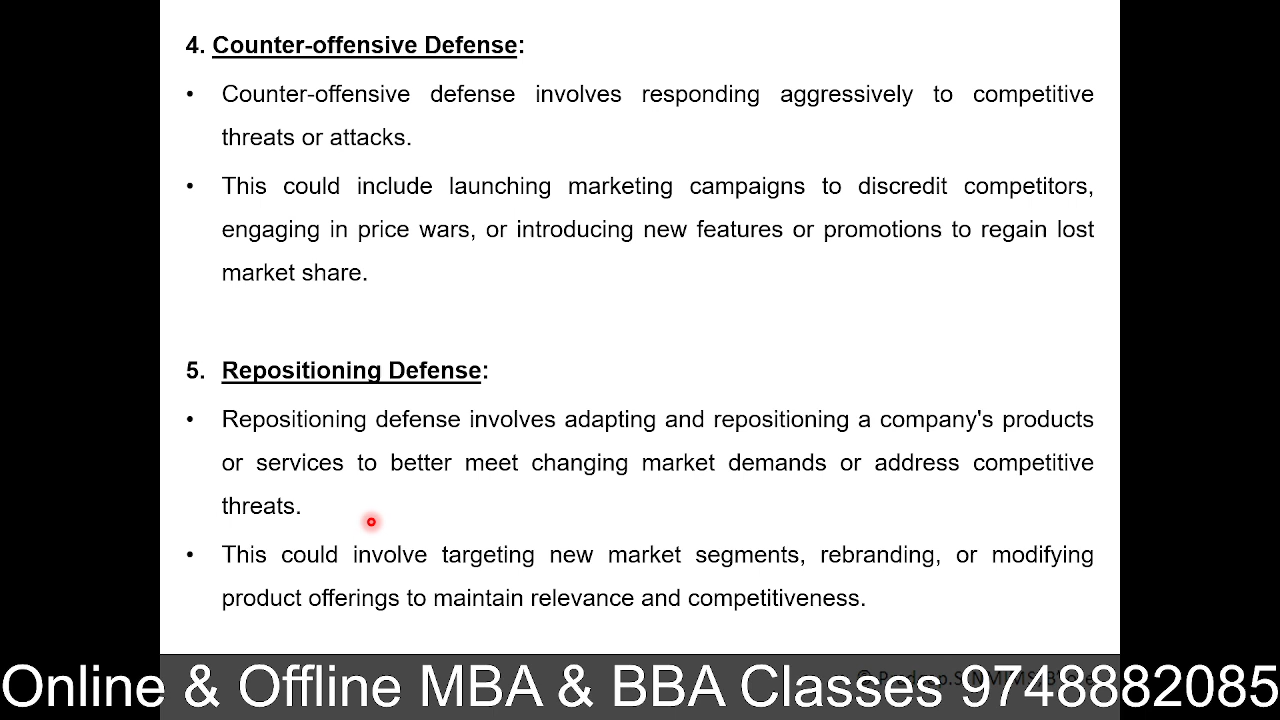 4. Counter-offensive Defense:
• Counter-offensive defense involves responding aggressively to competitive
threats or attacks.
• This could include launching marketing campaigns to discredit competitors,
engaging in price wars, or introducing new features or promotions to regain lost
market share.
5. Repositioning Defense:
• Repositioning defense involves adapting and repositioning a company's products
or services to better meet changing market demands or address competitive
threats.
• This could involve targeting new market segments, rebranding, or modifying
product offerings to maintain relevance and competitiveness.
Online & Offline MBA & BBA Classes 9748882085